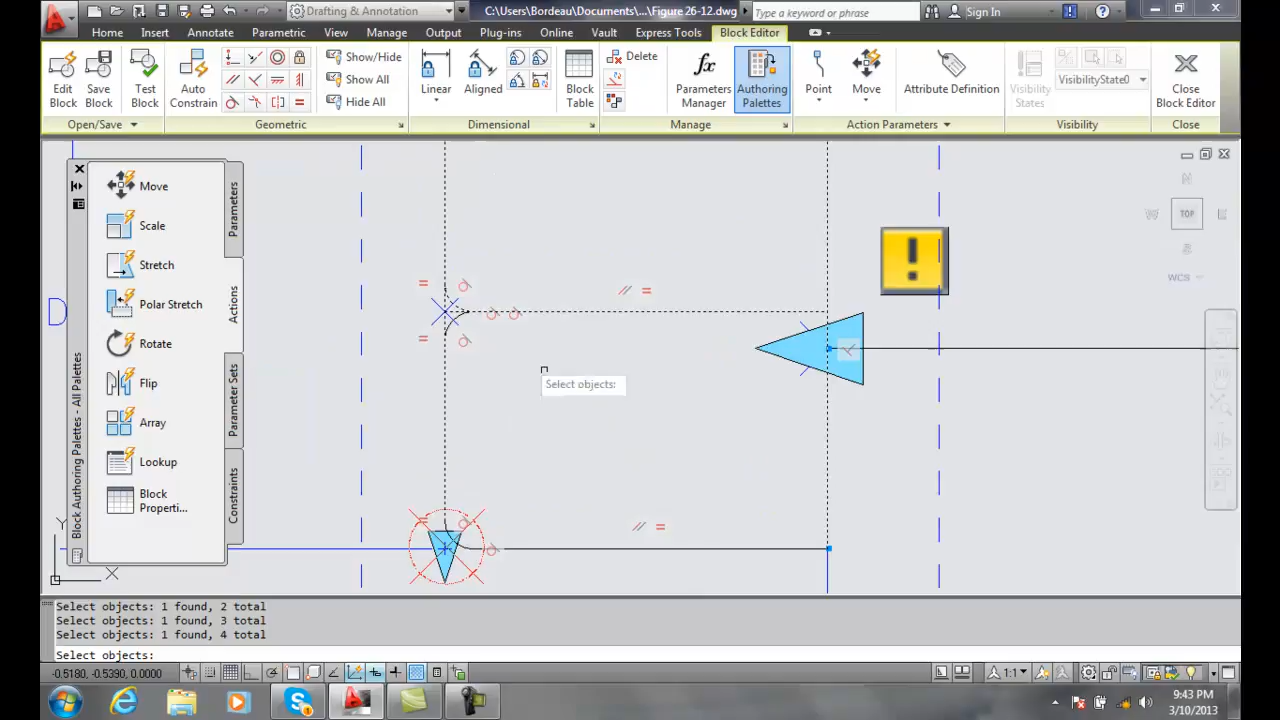 Drafting & Annotation
C:\Users\Bordeau\Documents\...\Figure 26-12.dwg
Type a keyword or phrase
Sign In
Home
Insert
Annotate
Parametric
View
Manage
Output
Plug-ins
Online
Vault
Express Tools
Block Editor
Edit
Block
Save
Block
Test
Block
Auto
Constrain
Show/Hide
Show All
Hide All
Linear
Aligned
Block
Table
Delete
Parameters
Manager
Authoring
Palettes
Point
Move
Attribute Definition
Visibility
States
VisibilityState0
Close
Block Editor
Open/Save
Geometric
Dimensional
Manage
Action Parameters
Visibility
Close
Move
Scale
Stretch
Polar Stretch
Rotate
Flip
Array
Lookup
Block
Properti...
Parameters
Actions
Parameter Sets
Constraints
Block Authoring Palettes - All Palettes
D
!
TOP
WCS
Select objects:
Y
X
Select objects: 1 found, 2 total
Select objects: 1 found, 3 total
Select objects: 1 found, 4 total
Select objects:
-0.5180, -0.5390, 0.0000
1:1
9:43 PM
3/10/2013